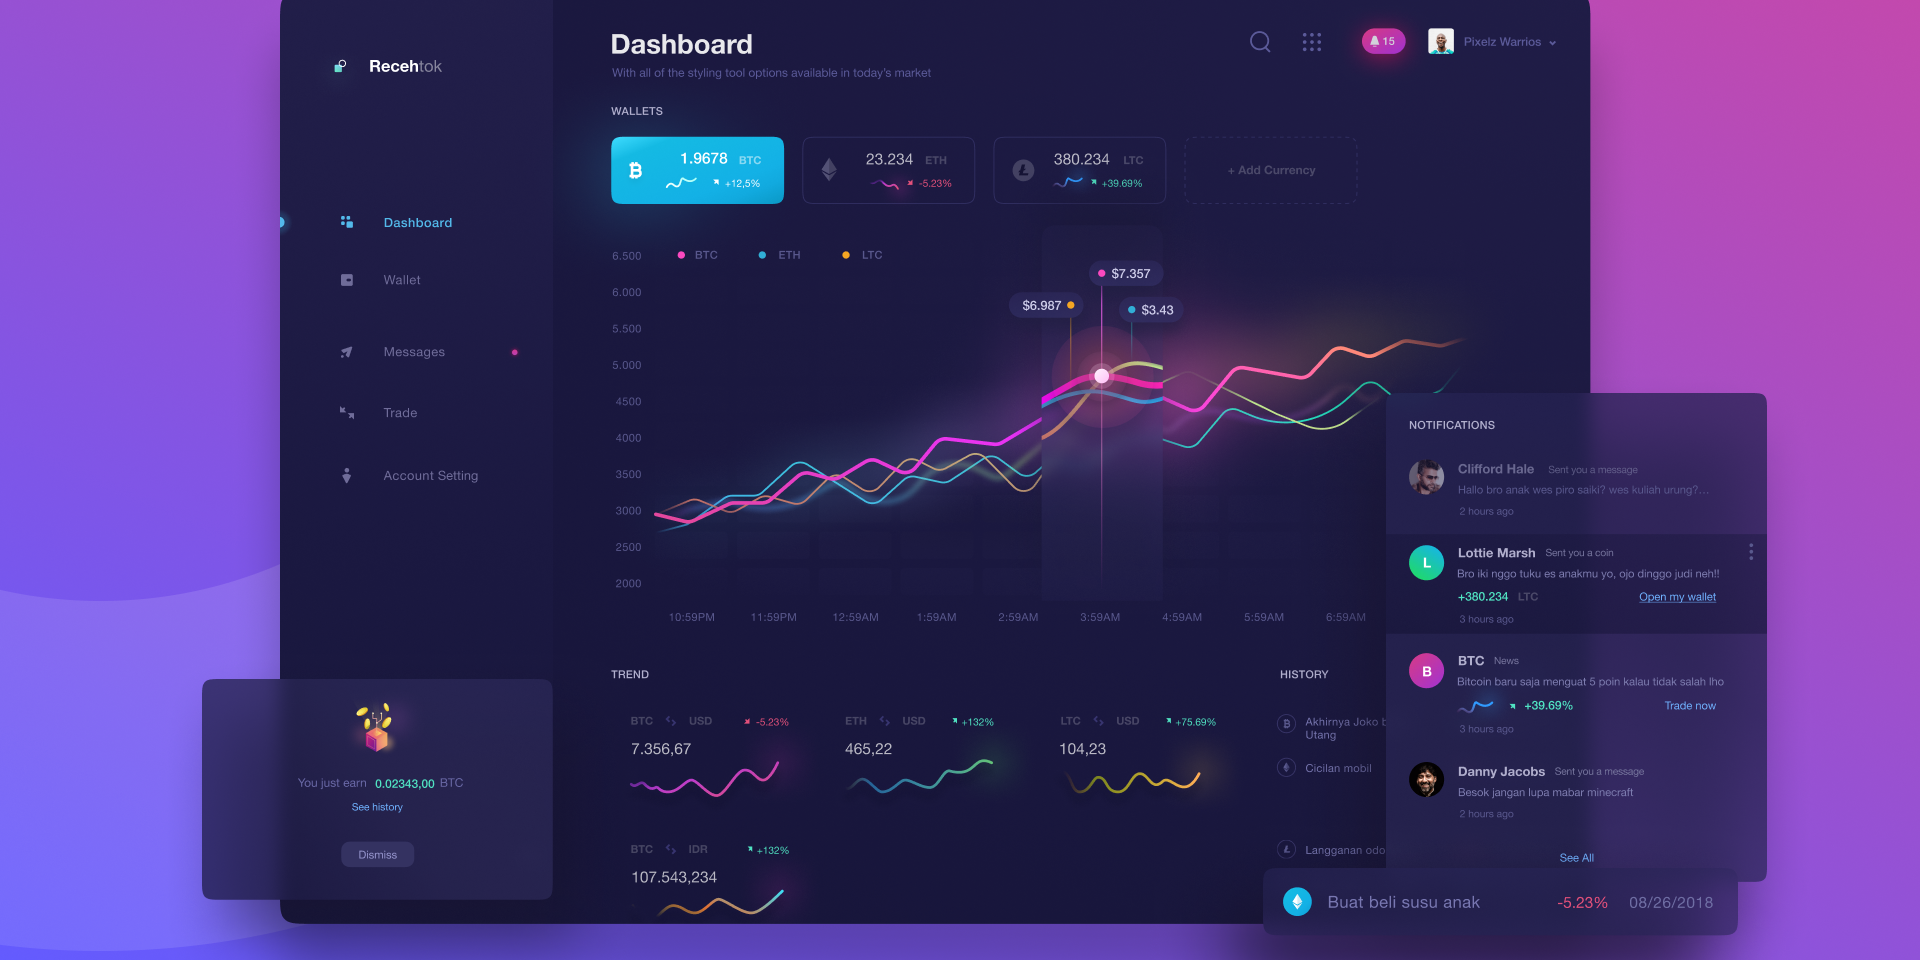 Recehtok
Dashboard
Wallet
Messages
Trade
Account Setting
You just earn 0.02343,00 BTC
See history
Dismiss
Dashboard
With all of the styling tool options available in today's market
15
Pixelz Warrios
WALLETS
1.9678 BTC
+12,5%
23.234 ETH
-5.23%
380.234 LTC
+39.69%
+ Add Currency
BTC ETH LTC
6.500
6.000
5.500
5.000
4500
4000
3500
3000
2500
2000
$7.357
$6.987
$3.43
10:59PM 11:59PM 12:59AM 1:59AM 2:59AM 3:59AM 4:59AM 5:59AM 6:59AM
TREND
BTC USD -5.23%
7.356,67
ETH USD +132%
465,22
LTC USD +75.69%
104,23
BTC IDR +132%
107.543,234
HISTORY
Akhirnya Joko b
Utang
Cicilan mobil
Langganan odo
Buat beli susu anak -5.23% 08/26/2018
NOTIFICATIONS
Clifford Hale Sent you a message
Hallo bro anak wes piro saiki? wes kuliah urung?...
2 hours ago
L
Lottie Marsh Sent you a coin
Bro iki nggo tuku es anakmu yo, ojo dinggo judi neh!!
+380.234 LTC Open my wallet
3 hours ago
B
BTC News
Bitcoin baru saja menguat 5 poin kalau tidak salah lho
+39.69% Trade now
3 hours ago
Danny Jacobs Sent you a message
Besok jangan lupa mabar minecraft
2 hours ago
See All